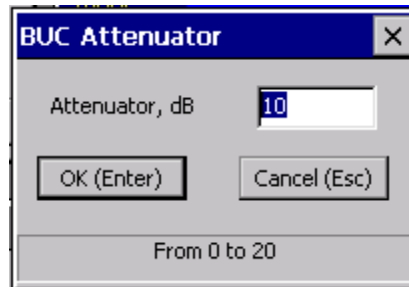 BUC Attenuator
Attenuator, dB 10
OK (Enter) Cancel (Esc)
From 0 to 20